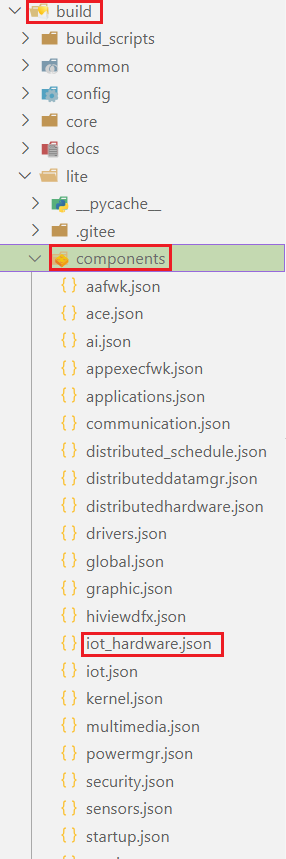 build
build_scripts
common
config
core
docs
lite
__pycache__
.gitee
components
aafwk.json
ace.json
ai.json
appexecfwk.json
applications.json
communication.json
distributed_schedule.json
distributeddatamgr.json
distributedhardware.json
drivers.json
global.json
graphic.json
hiviewdfx.json
iot_hardware.json
iot.json
kernel.json
multimedia.json
powermgr.json
security.json
sensors.json
startup.json